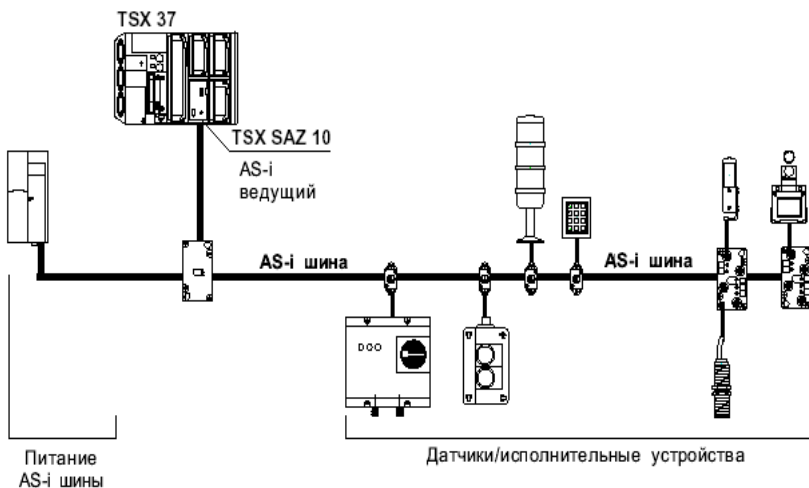 TSX 37
TSX SAZ 10
AS-i
ведущий
AS-i шина
AS-i шина
Питание
AS-i шины
Датчики/исполнительные устройства